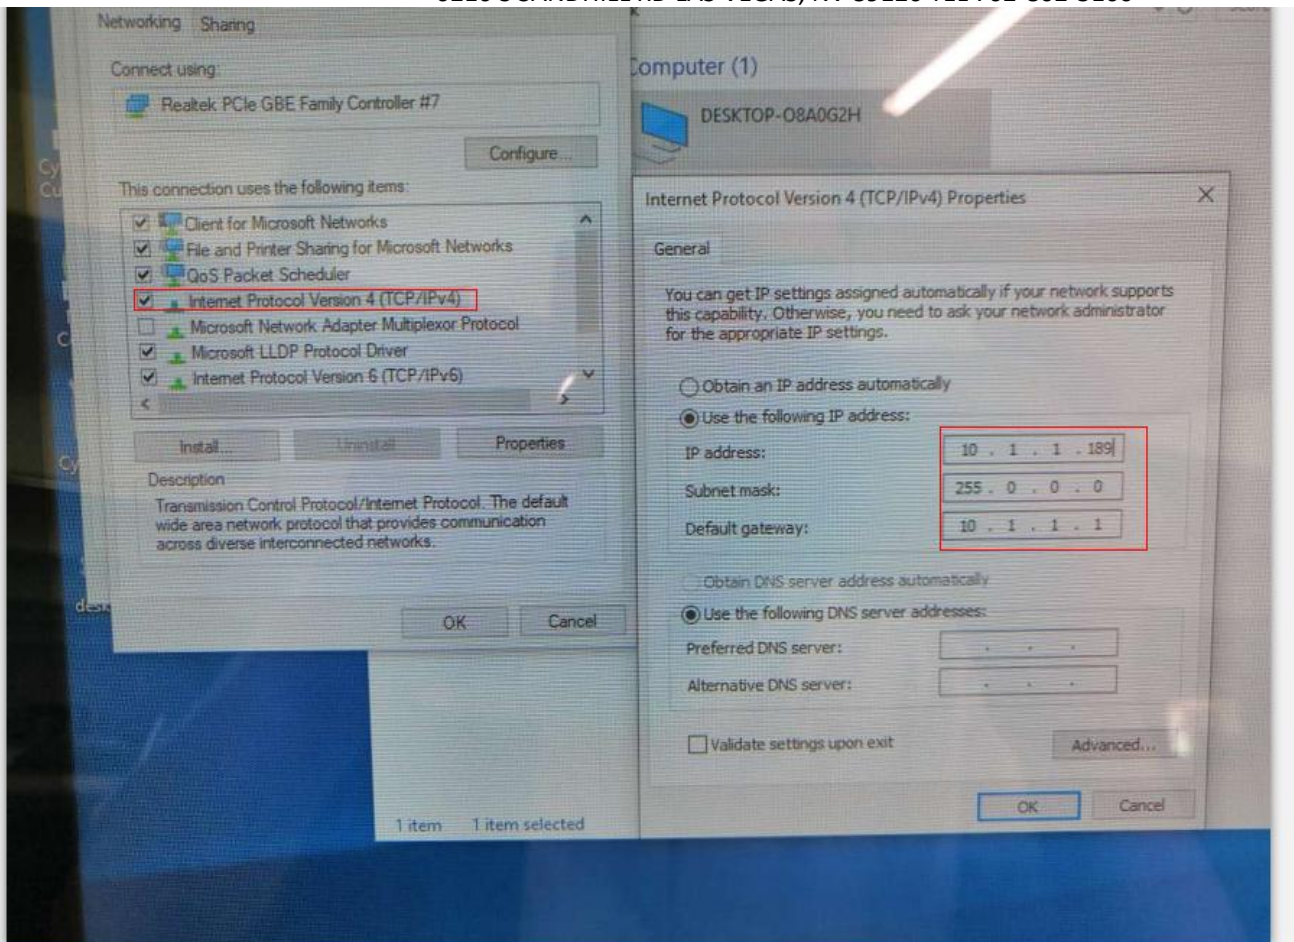 Networking Sharing
Connect using:
Realtek PCIe GBE Family Controller #7
Configure...
This connection uses the following items:
Client for Microsoft Networks
File and Printer Sharing for Microsoft Networks
QoS Packet Scheduler
Internet Protocol Version 4 (TCP/IPv4)
Microsoft Network Adapter Multiplexor Protocol
Microsoft LLDP Protocol Driver
Internet Protocol Version 6 (TCP/IPv6)
Install... Uninstall Properties
Description
Transmission Control Protocol/Internet Protocol. The default
wide area network protocol that provides communication
across diverse interconnected networks.
OK Cancel
Computer (1)
DESKTOP-O8A0G2H
Internet Protocol Version 4 (TCP/IPv4) Properties
General
You can get IP settings assigned automatically if your network supports
this capability. Otherwise, you need to ask your network administrator
for the appropriate IP settings.
Obtain an IP address automatically
Use the following IP address:
IP address: 10 . 1 . 1 . 189
Subnet mask: 255 . 0 . 0 . 0
Default gateway: 10 . 1 . 1 . 1
Obtain DNS server address automatically
Use the following DNS server addresses:
Preferred DNS server: . . .
Alternative DNS server: . . .
Validate settings upon exit
Advanced...
OK Cancel
1 item 1 item selected